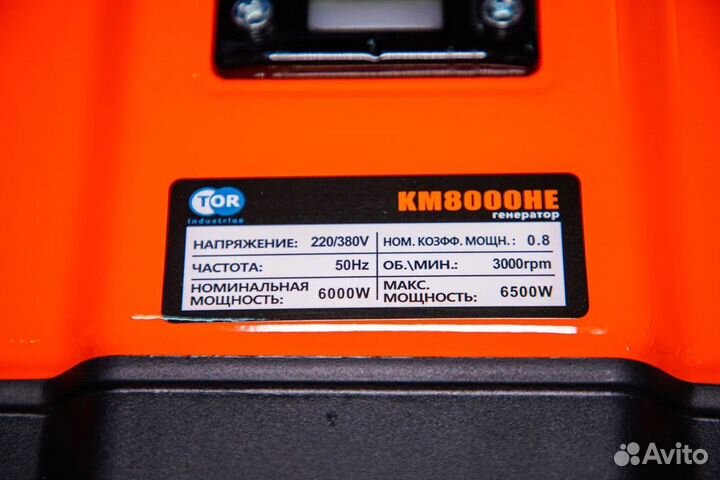 TOR
industries
KM8000HE
генератор
НАПРЯЖЕНИЕ: 220/380V
НОМ. КОЭФФ. МОЩН. : 0.8
ЧАСТОТА: 50Hz
ОБ.\МИН.: 3000rpm
НОМИНАЛЬНАЯ
МОЩНОСТЬ: 6000W
МАКС.
МОЩНОСТЬ: 6500W
Avito